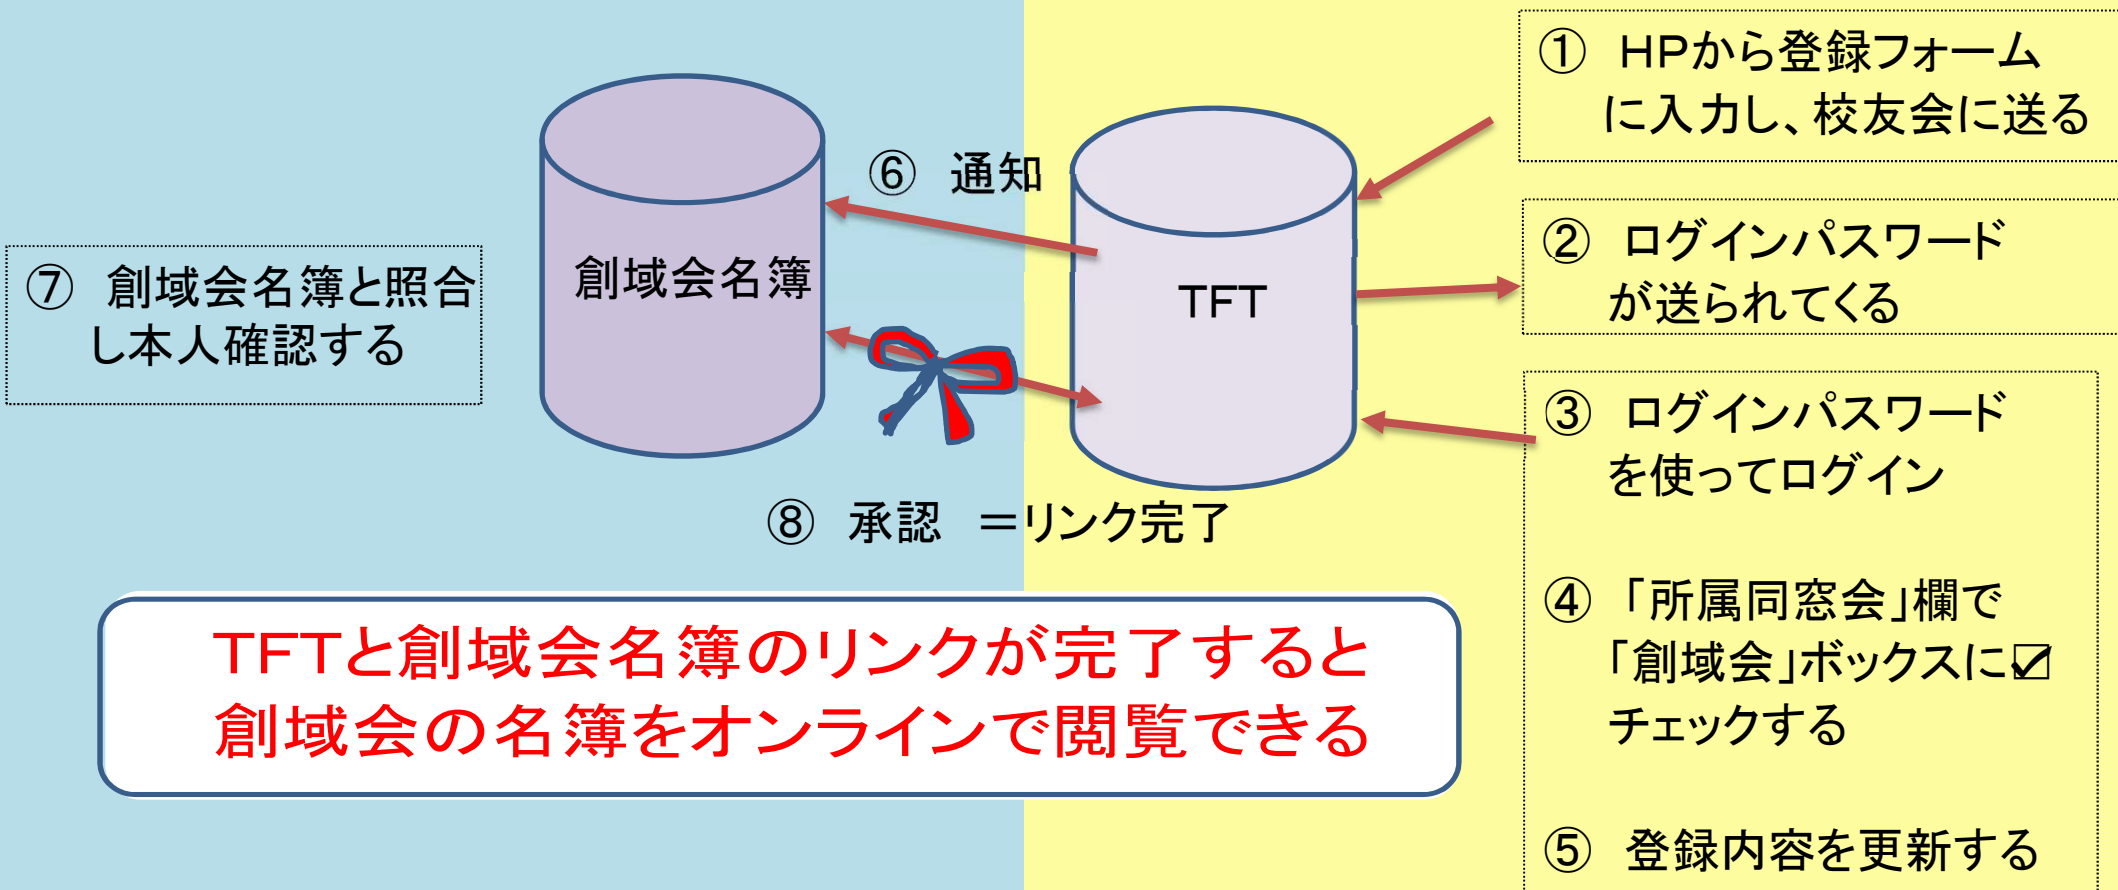 ① HPから登録フォーム
に入力し、校友会に送る
② ログインパスワード
が送られてくる
③ ログインパスワード
を使ってログイン
④ 「所属同窓会」欄で
「創域会」ボックスに☑
チェックする
⑤ 登録内容を更新する
⑥ 通知
創域会名簿
TFT
⑦ 創域会名簿と照合
し本人確認する
⑧ 承認 =リンク完了
TFTと創域会名簿のリンクが完了すると
創域会の名簿をオンラインで閲覧できる